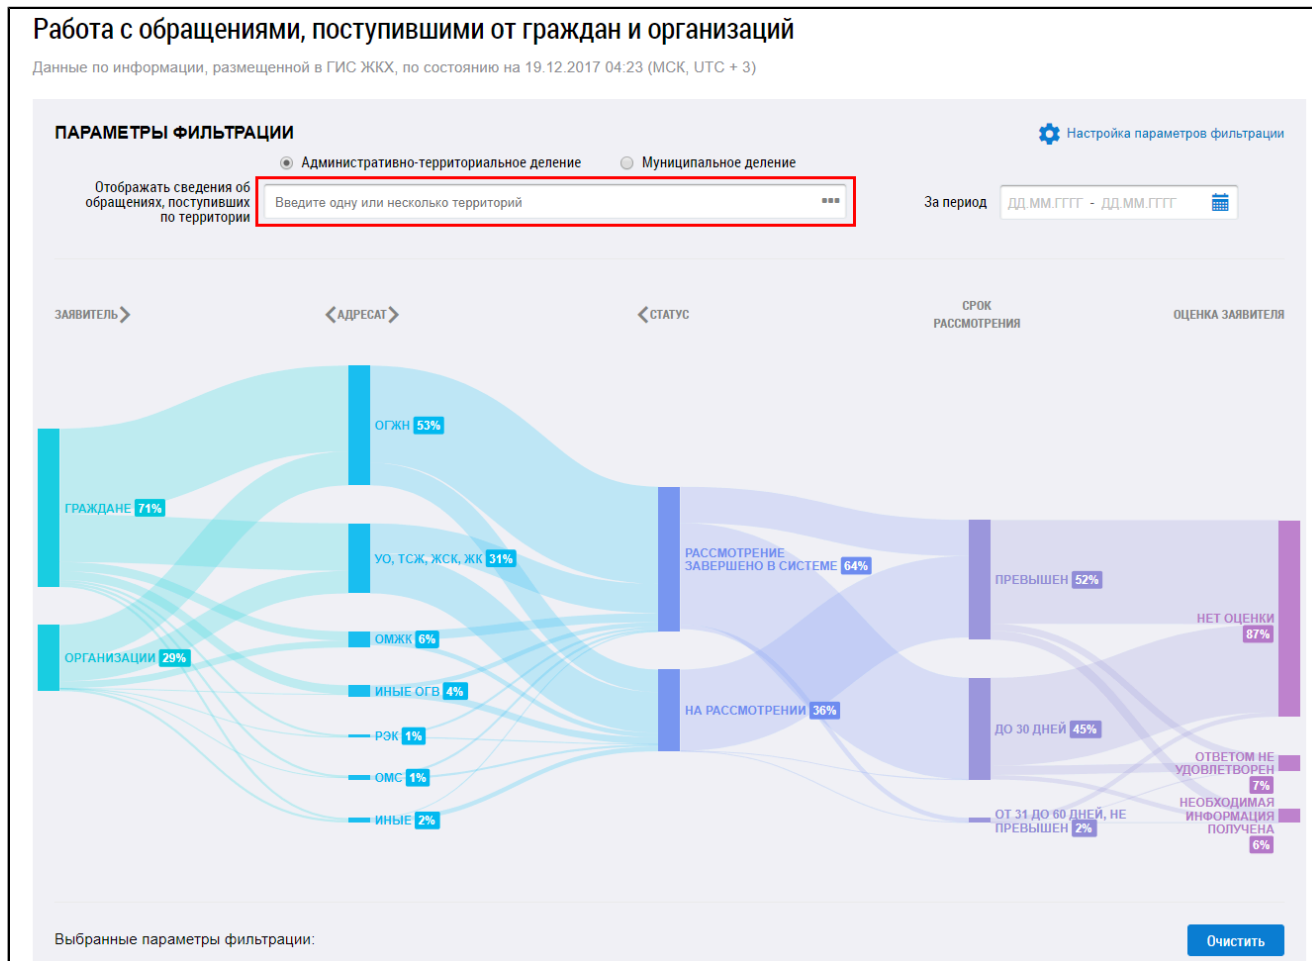 Работа с обращениями, поступившими от граждан и организаций
Данные по информации, размещенной в ГИС ЖКХ, по состоянию на 19.12.2017 04:23 (МСК, UTC + 3)
ПАРАМЕТРЫ ФИЛЬТРАЦИИ
Настройка параметров фильтрации
Административно-территориальное деление
Муниципальное деление
Отображать сведения об
обращениях, поступивших
по территории
Введите одну или несколько территорий
За период
ДД.ММ.ГГГГ - ДД.ММ.ГГГГ
ЗАЯВИТЕЛЬ
АДРЕСАТ
СТАТУС
СРОК
РАССМОТРЕНИЯ
ОЦЕНКА ЗАЯВИТЕЛЯ
ГРАЖДАНЕ 71%
ОРГАНИЗАЦИИ 29%
ОГЖН 53%
УО, ТСЖ, ЖСК, ЖК 31%
ОМЖК 6%
ИНЫЕ ОГВ 4%
РЭК 1%
ОМС 1%
ИНЫЕ 2%
РАССМОТРЕНИЕ
ЗАВЕРШЕНО В СИСТЕМЕ 64%
НА РАССМОТРЕНИИ 36%
ПРЕВЫШЕН 52%
ДО 30 ДНЕЙ 45%
ОТ 31 ДО 60 ДНЕЙ, НЕ
ПРЕВЫШЕН 2%
НЕТ ОЦЕНКИ
87%
ОТВЕТОМ НЕ
УДОВЛЕТВОРЕН
7%
НЕОБХОДИМАЯ
ИНФОРМАЦИЯ
ПОЛУЧЕНА
6%
Выбранные параметры фильтрации:
Очистить